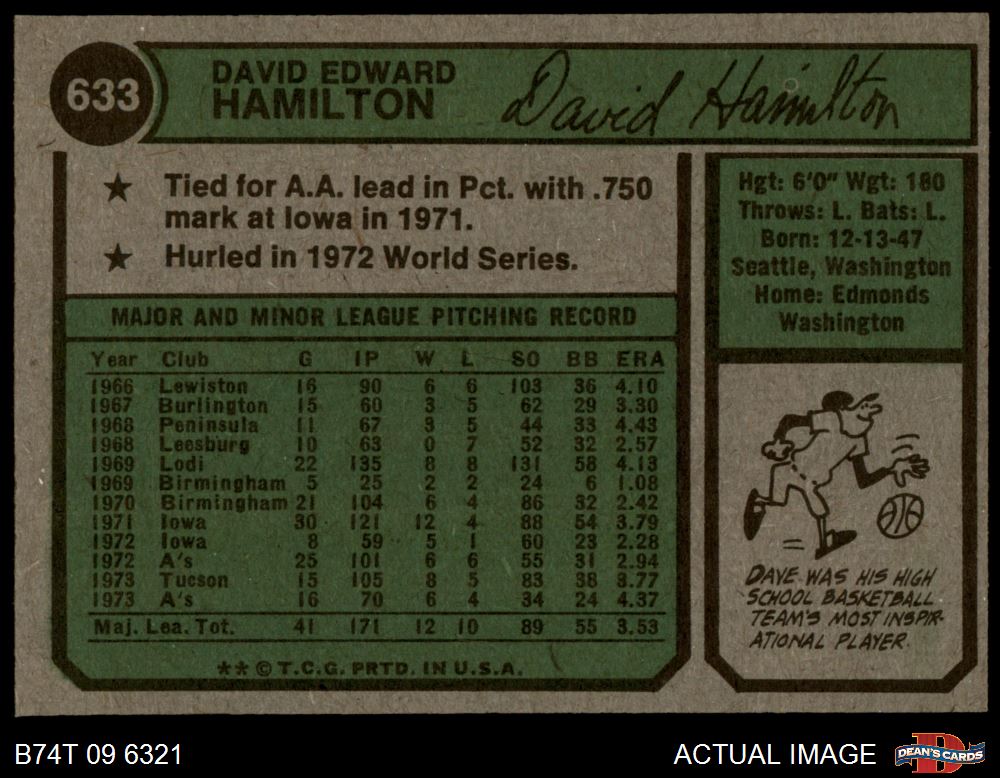 633
DAVID EDWARD
HAMILTON
David Hamilton
★ Tied for A.A. lead in Pct. with .750
mark at Iowa in 1971.
★ Hurled in 1972 World Series.
Hgt: 6'0" Wgt: 180
Throws: L. Bats: L.
Born: 12-13-47
Seattle, Washington
Home: Edmonds
Washington
MAJOR AND MINOR LEAGUE PITCHING RECORD
Year Club G IP W L SO BB ERA
1966 Lewiston 16 90 6 6 103 36 4.10
1967 Burlington 15 60 3 5 62 29 3.30
1968 Peninsula 11 67 3 5 44 33 4.43
1968 Leesburg 10 63 0 7 52 32 2.57
1969 Lodi 22 135 8 8 131 58 4.13
1969 Birmingham 5 25 2 2 24 6 1.08
1970 Birmingham 21 104 6 4 86 32 2.42
1971 Iowa 30 121 12 4 88 54 3.79
1972 Iowa 8 59 5 1 60 23 2.28
1972 A's 25 101 6 6 55 31 2.94
1973 Tucson 15 105 8 5 83 38 3.77
1973 A's 16 70 6 4 34 24 4.37
Maj. Lea. Tot. 41 171 12 10 89 55 3.53
** © T.C.G. PRTD. IN U.S.A.
DAVE WAS HIS HIGH
SCHOOL BASKETBALL
TEAM'S MOST INSPIR-
ATIONAL PLAYER.
B74T 09 6321
ACTUAL IMAGE
DEAN'S CARDS